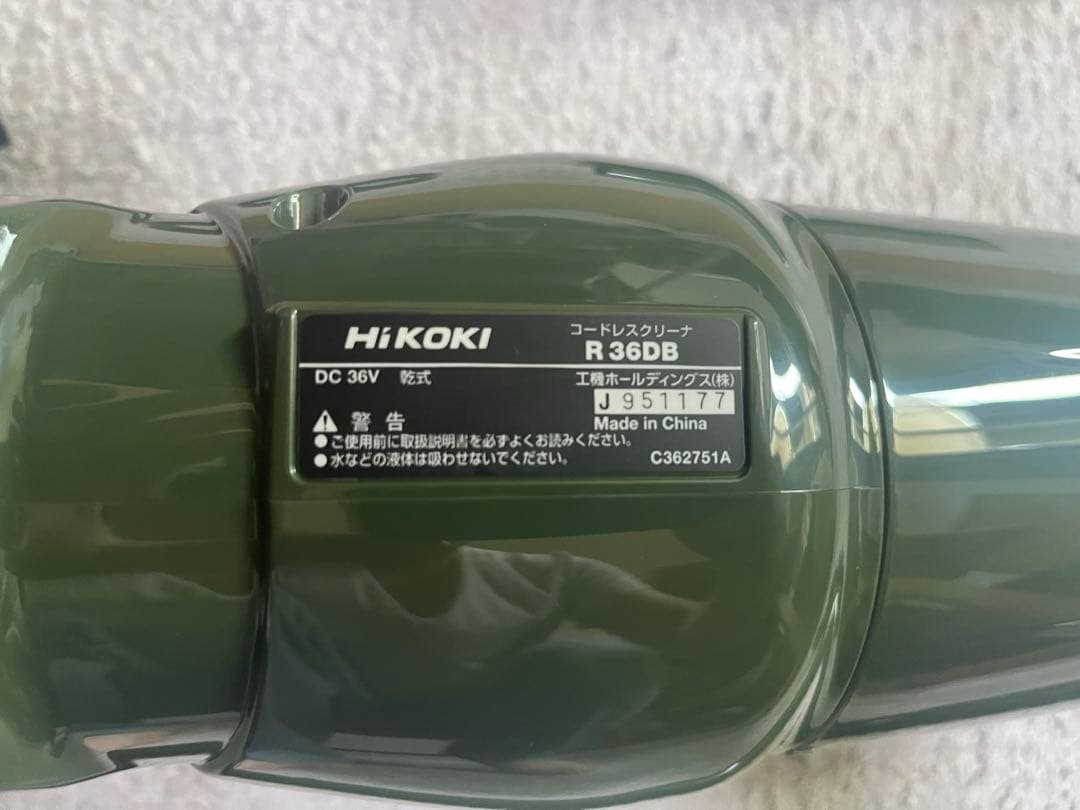 HiKOKI
コードレスクリーナ
R 36DB
DC 36V 乾式
工機ホールディングス(株)
J 951177
Made in China
⚠ 警告
●ご使用前に取扱説明書を必ずよくお読みください。
●水などの液体は吸わせないでください。
C362751A